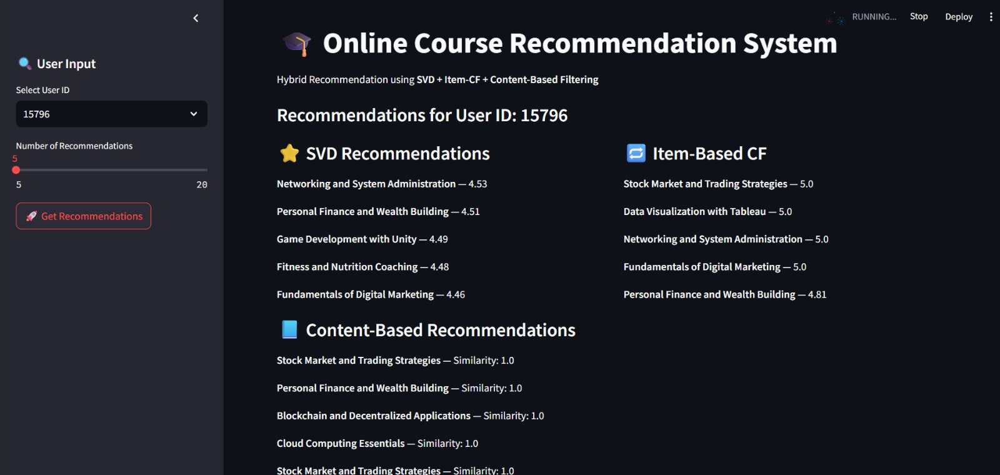 RUNNING...
Stop
Deploy
User Input
Select User ID
15796
Number of Recommendations
5
5
20
Get Recommendations
Online Course Recommendation System
Hybrid Recommendation using SVD + Item-CF + Content-Based Filtering
Recommendations for User ID: 15796
SVD Recommendations
Networking and System Administration — 4.53
Personal Finance and Wealth Building — 4.51
Game Development with Unity — 4.49
Fitness and Nutrition Coaching — 4.48
Fundamentals of Digital Marketing — 4.46
Item-Based CF
Stock Market and Trading Strategies — 5.0
Data Visualization with Tableau — 5.0
Networking and System Administration — 5.0
Fundamentals of Digital Marketing — 5.0
Personal Finance and Wealth Building — 4.81
Content-Based Recommendations
Stock Market and Trading Strategies — Similarity: 1.0
Personal Finance and Wealth Building — Similarity: 1.0
Blockchain and Decentralized Applications — Similarity: 1.0
Cloud Computing Essentials — Similarity: 1.0
Stock Market and Trading Strategies — Similarity: 1.0